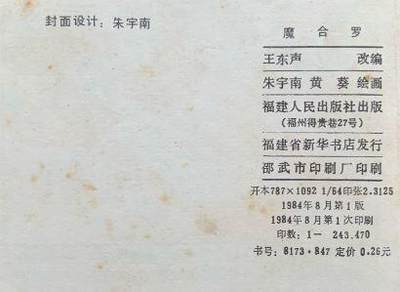 封面设计：朱宇南
魔合罗
王东声 改编
朱宇南 黄葵 绘画
福建人民出版社出版
（福州得贵巷27号）
福建省新华书店发行
邵武市印刷厂印刷
开本787×1092 1/64印张2.3125
1984年8月第1版
1984年8月第1次印刷
印数：1— 243,470
书号：8173·847 定价 0.26元